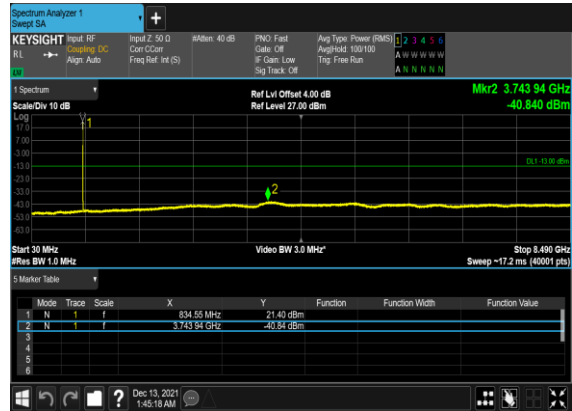 Spectrum Analyzer 1
Swept SA
+
KEYSIGHT Input: RF Input Z: 50 Ω #Atten: 40 dB PNO: Fast Avg Type: Power (RMS) 1 2 3 4 5 6
RL Coupling: DC Corr CCorr Gate: Off Avg|Hold: 100/100 A W W W W W
Align: Auto Freq Ref: Int (S) IF Gain: Low Trig: Free Run
Sig Track: Off A N N N N N
1 Spectrum Ref Lvl Offset 4.00 dB Mkr2 3.743 94 GHz
Scale/Div 10 dB Ref Level 27.00 dBm -40.840 dBm
Log
17.0
7.00
-3.00
-13.0
-23.0
-33.0
-43.0
-53.0
-63.0
1
DL1 -13.00 dBm
2
Start 30 MHz Video BW 3.0 MHz* Stop 8.490 GHz
#Res BW 1.0 MHz Sweep ~17.2 ms (40001 pts)
5 Marker Table
Mode Trace Scale X Y Function Function Width Function Value
1 N 1 f 834.55 MHz 21.40 dBm
2 N 1 f 3.743 94 GHz -40.84 dBm
3
4
5
6
? Dec 13, 2021
1:45:18 AM